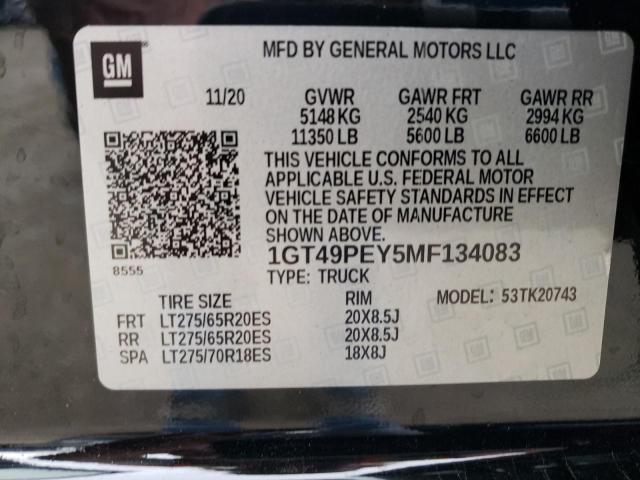 GM
MFD BY GENERAL MOTORS LLC
11/20 GVWR GAWR FRT GAWR RR
5148 KG 2540 KG 2994 KG
11350 LB 5600 LB 6600 LB
THIS VEHICLE CONFORMS TO ALL
APPLICABLE U.S. FEDERAL MOTOR
VEHICLE SAFETY STANDARDS IN EFFECT
ON THE DATE OF MANUFACTURE
SHOWN ABOVE.
8555
1GT49PEY5MF134083
TYPE: TRUCK
TIRE SIZE RIM MODEL: 53TK20743
FRT LT275/65R20ES 20X8.5J
RR LT275/65R20ES 20X8.5J
SPA LT275/70R18ES 18X8J